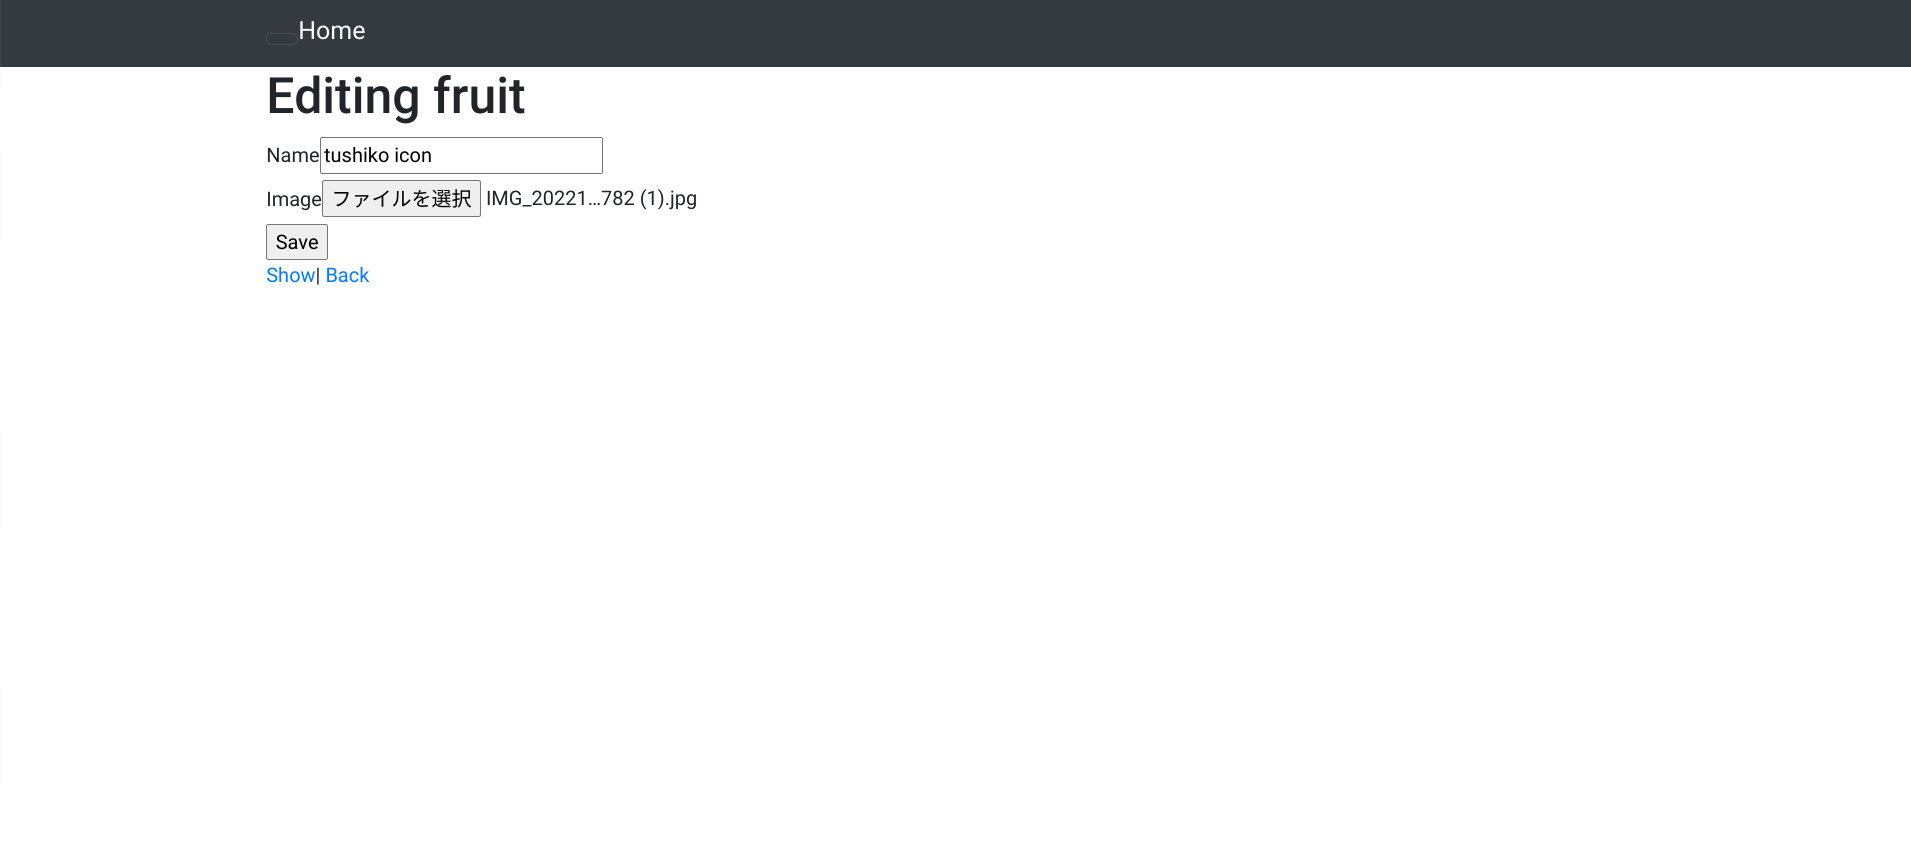 Home
Editing fruit
Name tushiko icon
Image ファイルを選択 IMG_20221…782 (1).jpg
Save
Show| Back